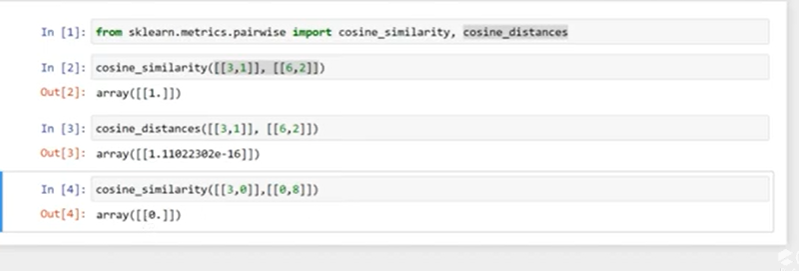 In [1]: from sklearn.metrics.pairwise import cosine_similarity, cosine_distances
In [2]: cosine_similarity([[3,1]], [[6,2]])
Out[2]: array([[1.]])
In [3]: cosine_distances([[3,1]], [[6,2]])
Out[3]: array([[1.11022302e-16]])
In [4]: cosine_similarity([[3,0]],[[0,8]])
Out[4]: array([[0.]])